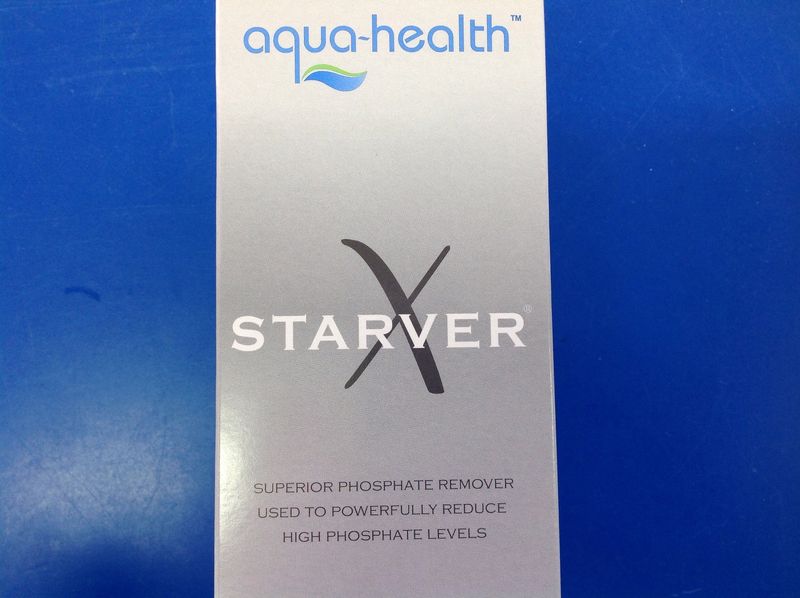 aqua-health™
X
STARVER®
SUPERIOR PHOSPHATE REMOVER
USED TO POWERFULLY REDUCE
HIGH PHOSPHATE LEVELS